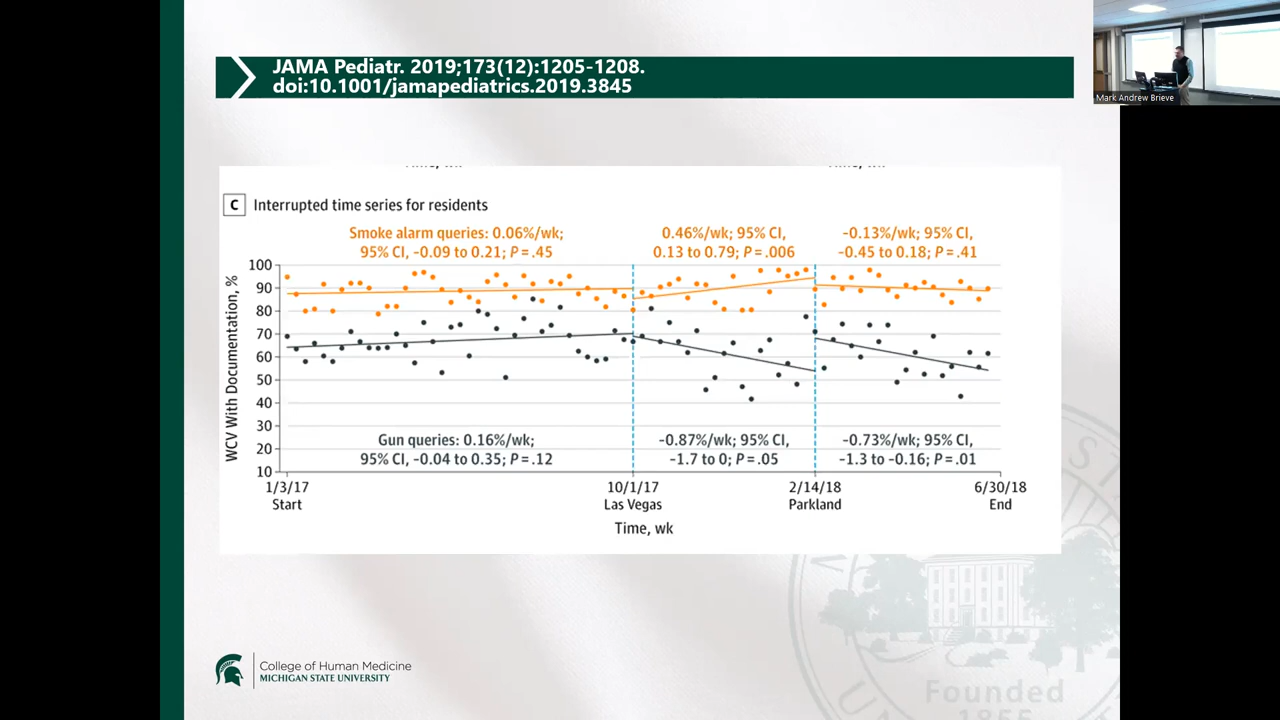 JAMA Pediatr. 2019;173(12):1205-1208.
doi:10.1001/jamapediatrics.2019.3845
Mark Andrew Brieve
C Interrupted time series for residents
Smoke alarm queries: 0.06%/wk;
95% CI, -0.09 to 0.21; P = .45
0.46%/wk; 95% CI,
0.13 to 0.79; P = .006
-0.13%/wk; 95% CI,
-0.45 to 0.18; P = .41
WCV With Documentation, %
100
90
80
70
60
50
40
30
20
10
Gun queries: 0.16%/wk;
95% CI, -0.04 to 0.35; P = .12
-0.87%/wk; 95% CI,
-1.7 to 0; P = .05
-0.73%/wk; 95% CI,
-1.3 to -0.16; P = .01
1/3/17
Start
10/1/17
Las Vegas
2/14/18
Parkland
6/30/18
End
Time, wk
College of Human Medicine
MICHIGAN STATE UNIVERSITY
Founded
1855